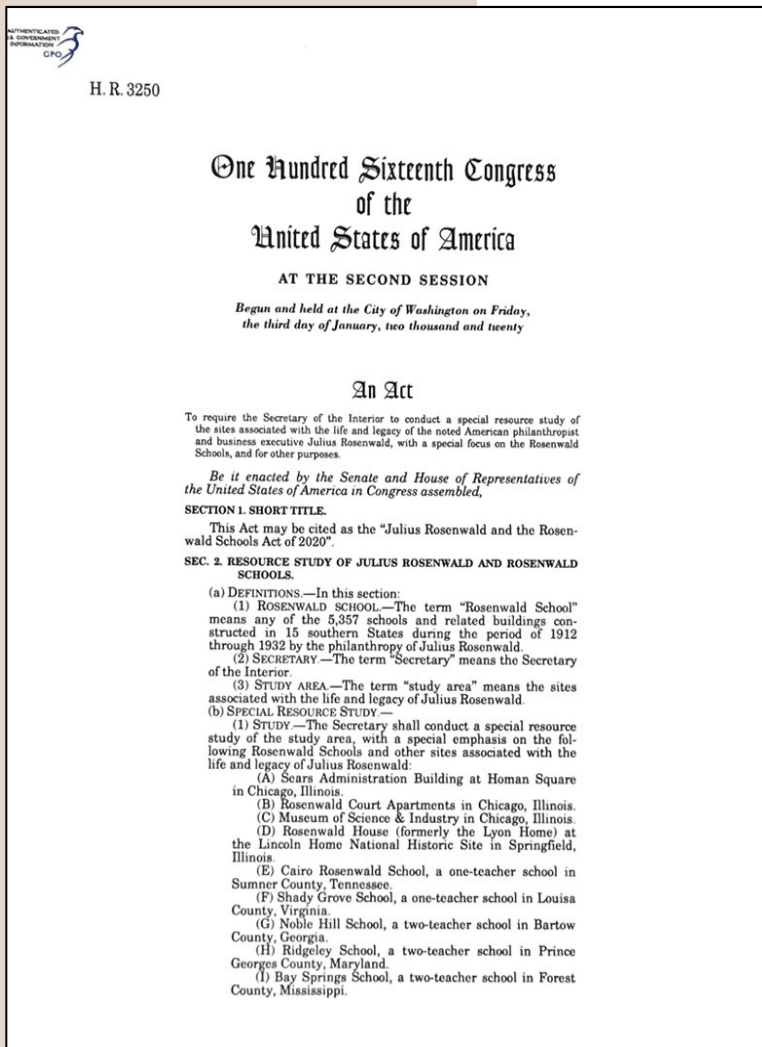 AUTHENTICATED
U.S. GOVERNMENT
INFORMATION
GPO
H. R. 3250
One Hundred Sixteenth Congress
of the
United States of America
AT THE SECOND SESSION
Begun and held at the City of Washington on Friday,
the third day of January, two thousand and twenty
An Act
To require the Secretary of the Interior to conduct a special resource study of
the sites associated with the life and legacy of the noted American philanthropist
and business executive Julius Rosenwald, with a special focus on the Rosenwald
Schools, and for other purposes.
Be it enacted by the Senate and House of Representatives of
the United States of America in Congress assembled,
SECTION 1. SHORT TITLE.
This Act may be cited as the “Julius Rosenwald and the Rosen-
wald Schools Act of 2020”.
SEC. 2. RESOURCE STUDY OF JULIUS ROSENWALD AND ROSENWALD
SCHOOLS.
(a) DEFINITIONS.—In this section:
(1) ROSENWALD SCHOOL.—The term “Rosenwald School”
means any of the 5,357 schools and related buildings con-
structed in 15 southern States during the period of 1912
through 1932 by the philanthropy of Julius Rosenwald.
(2) SECRETARY.—The term “Secretary” means the Secretary
of the Interior.
(3) STUDY AREA.—The term “study area” means the sites
associated with the life and legacy of Julius Rosenwald.
(b) SPECIAL RESOURCE STUDY.—
(1) STUDY.—The Secretary shall conduct a special resource
study of the study area, with a special emphasis on the fol-
lowing Rosenwald Schools and other sites associated with the
life and legacy of Julius Rosenwald:
(A) Sears Administration Building at Homan Square
in Chicago, Illinois.
(B) Rosenwald Court Apartments in Chicago, Illinois.
(C) Museum of Science & Industry in Chicago, Illinois.
(D) Rosenwald House (formerly the Lyon Home) at
the Lincoln Home National Historic Site in Springfield,
Illinois.
(E) Cairo Rosenwald School, a one-teacher school in
Sumner County, Tennessee.
(F) Shady Grove School, a one-teacher school in Louisa
County, Virginia.
(G) Noble Hill School, a two-teacher school in Bartow
County, Georgia.
(H) Ridgeley School, a two-teacher school in Prince
Georges County, Maryland.
(I) Bay Springs School, a two-teacher school in Forest
County, Mississippi.